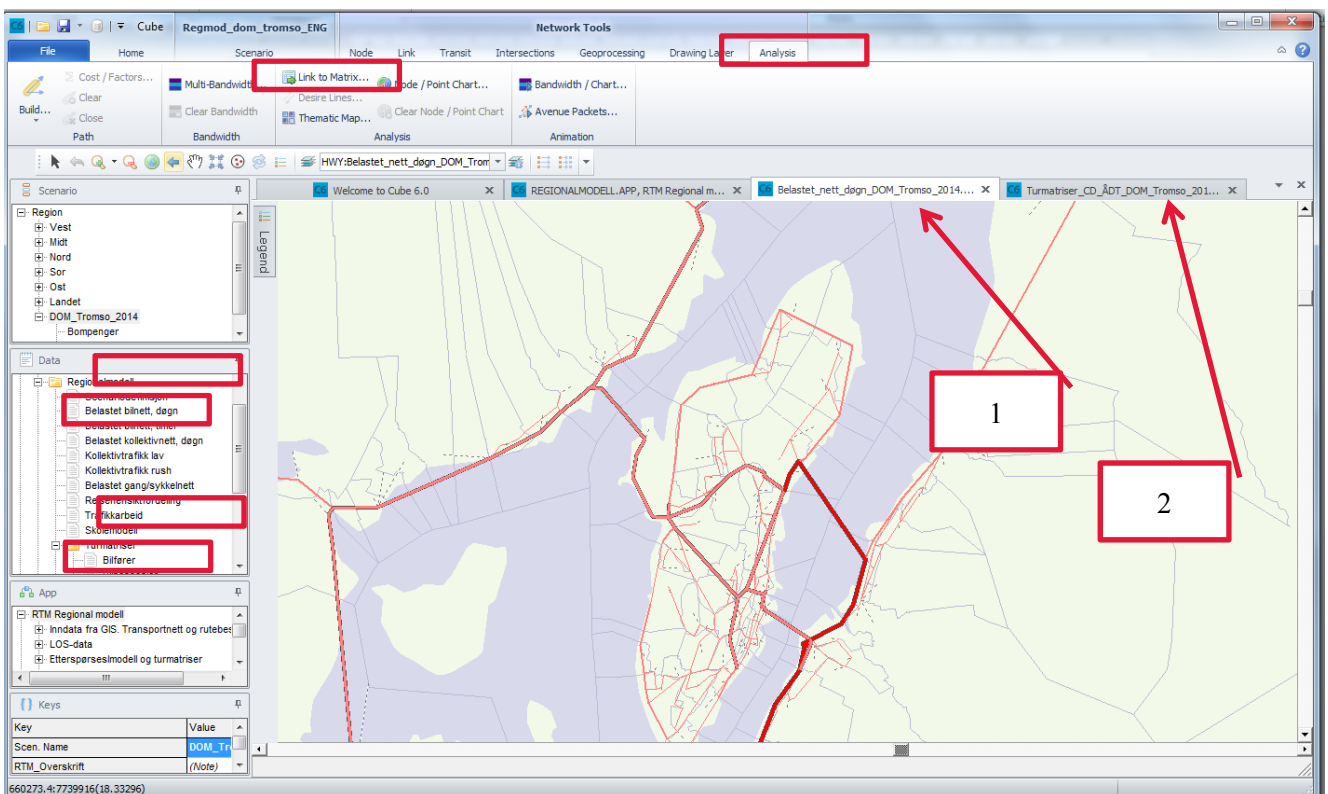 Cube Regmod_dom_tromso_ENG Network Tools
File Home Scenario Node Link Transit Intersections Geoprocessing Drawing Layer Analysis
Cost / Factors... Multi-Bandwidth... Link to Matrix... Node / Point Chart... Bandwidth / Chart...
Build... Clear Clear Bandwidth Desire Lines... Clear Node / Point Chart Avenue Packets...
Close Thematic Map...
Path Bandwidth Analysis Animation
HWY:Belastet_nett_døgn_DOM_Trom
Scenario
Welcome to Cube 6.0 REGIONALMODELL.APP, RTM Regional m... Belastet_nett_døgn_DOM_Tromso_2014.... Turmatriser_CD_ÅDT_DOM_Tromso_201...
Region
Vest
Midt
Nord
Sor
Ost
Landet
DOM_Tromso_2014
Bompenger
Legend
Data
Regionalmodell
Belastet bilnett, døgn
Belastet bilnett, timer
Belastet kollektivnett, døgn
Kollektivtrafikk lav
Kollektivtrafikk rush
Belastet gang/sykkelnett
Reisehensiktfordeling
Trafikkarbeid
Skolemodell
Turmatriser
Bilfører
1
2
App
RTM Regional modell
Inndata fra GIS. Transportnett og rutebes
LOS-data
Etterspørselsmodell og turmatriser
Keys
Key Value
Scen. Name DOM_Tro
RTM_Overskrift (Note)
660273.4:7739916(18.33296)